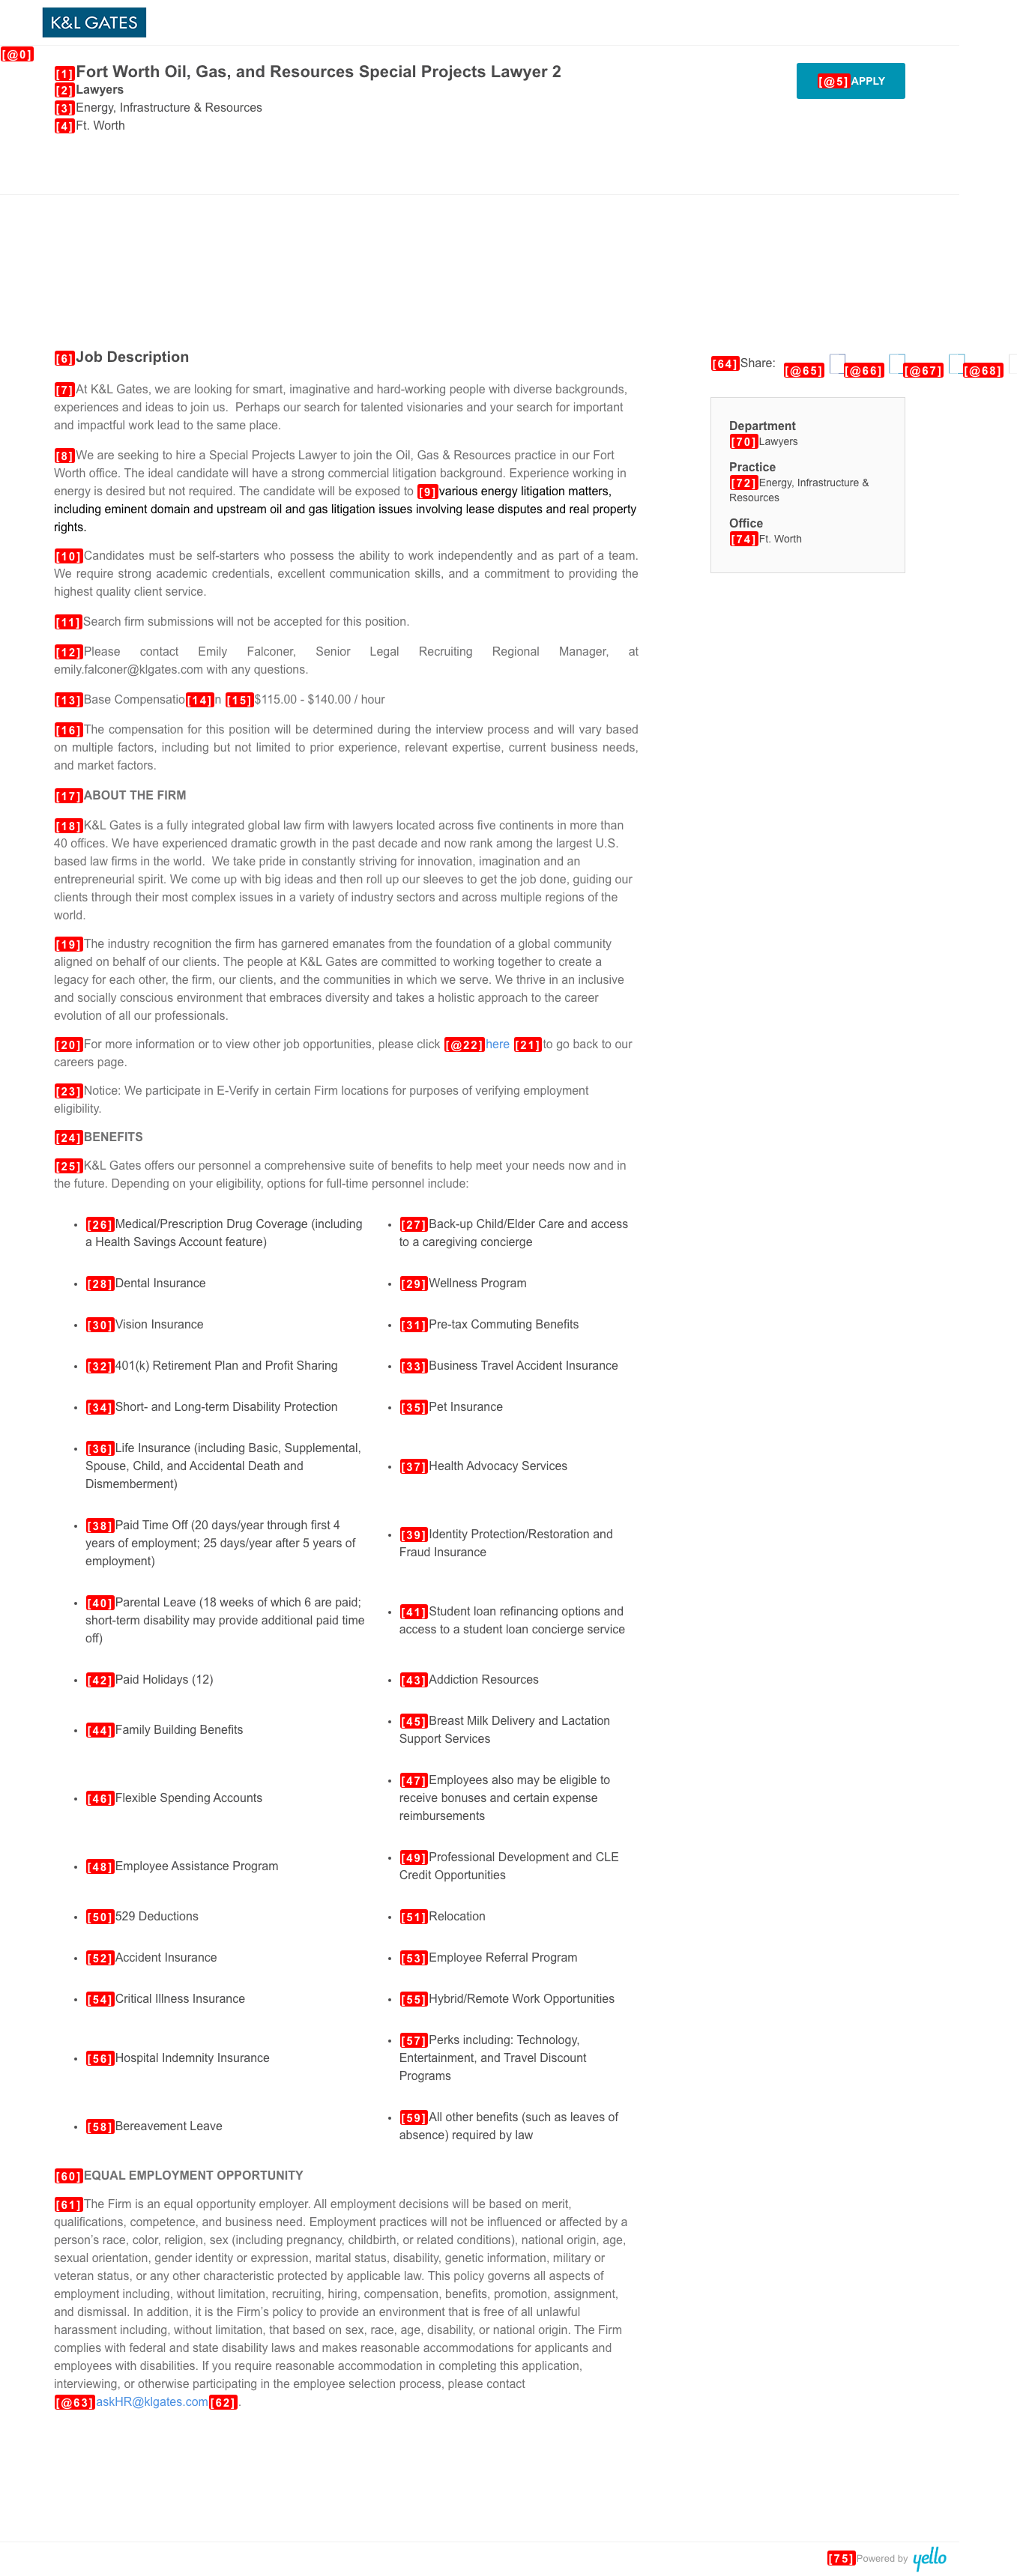 K&L GATES
[@0]
[1]Fort Worth Oil, Gas, and Resources Special Projects Lawyer 2
[@5]APPLY
[2]Lawyers
[3]Energy, Infrastructure & Resources
[4]Ft. Worth
[6]Job Description
[7]At K&L Gates, we are looking for smart, imaginative and hard-working people with diverse backgrounds,
experiences and ideas to join us.  Perhaps our search for talented visionaries and your search for important
and impactful work lead to the same place.
[8]We are seeking to hire a Special Projects Lawyer to join the Oil, Gas & Resources practice in our Fort
Worth office. The ideal candidate will have a strong commercial litigation background. Experience working in
energy is desired but not required. The candidate will be exposed to [9]various energy litigation matters,
including eminent domain and upstream oil and gas litigation issues involving lease disputes and real property
rights.
[10]Candidates must be self-starters who possess the ability to work independently and as part of a team.
We require strong academic credentials, excellent communication skills, and a commitment to providing the
highest quality client service.
[11]Search firm submissions will not be accepted for this position.
[12]Please contact Emily Falconer, Senior Legal Recruiting Regional Manager, at
emily.falconer@klgates.com with any questions.
[13]Base Compensatio[14]n [15]$115.00 - $140.00 / hour
[16]The compensation for this position will be determined during the interview process and will vary based
on multiple factors, including but not limited to prior experience, relevant expertise, current business needs,
and market factors.
[17]ABOUT THE FIRM
[18]K&L Gates is a fully integrated global law firm with lawyers located across five continents in more than
40 offices. We have experienced dramatic growth in the past decade and now rank among the largest U.S.
based law firms in the world.  We take pride in constantly striving for innovation, imagination and an
entrepreneurial spirit. We come up with big ideas and then roll up our sleeves to get the job done, guiding our
clients through their most complex issues in a variety of industry sectors and across multiple regions of the
world.
[19]The industry recognition the firm has garnered emanates from the foundation of a global community
aligned on behalf of our clients. The people at K&L Gates are committed to working together to create a
legacy for each other, the firm, our clients, and the communities in which we serve. We thrive in an inclusive
and socially conscious environment that embraces diversity and takes a holistic approach to the career
evolution of all our professionals.
[20]For more information or to view other job opportunities, please click [@22]here [21]to go back to our
careers page.
[23]Notice: We participate in E-Verify in certain Firm locations for purposes of verifying employment
eligibility.
[24]BENEFITS
[25]K&L Gates offers our personnel a comprehensive suite of benefits to help meet your needs now and in
the future. Depending on your eligibility, options for full-time personnel include:
• [26]Medical/Prescription Drug Coverage (including
a Health Savings Account feature)
• [27]Back-up Child/Elder Care and access
to a caregiving concierge
• [28]Dental Insurance
• [29]Wellness Program
• [30]Vision Insurance
• [31]Pre-tax Commuting Benefits
• [32]401(k) Retirement Plan and Profit Sharing
• [33]Business Travel Accident Insurance
• [34]Short- and Long-term Disability Protection
• [35]Pet Insurance
• [36]Life Insurance (including Basic, Supplemental,
Spouse, Child, and Accidental Death and
Dismemberment)
• [37]Health Advocacy Services
• [38]Paid Time Off (20 days/year through first 4
years of employment; 25 days/year after 5 years of
employment)
• [39]Identity Protection/Restoration and
Fraud Insurance
• [40]Parental Leave (18 weeks of which 6 are paid;
short-term disability may provide additional paid time
off)
• [41]Student loan refinancing options and
access to a student loan concierge service
• [42]Paid Holidays (12)
• [43]Addiction Resources
• [44]Family Building Benefits
• [45]Breast Milk Delivery and Lactation
Support Services
• [46]Flexible Spending Accounts
• [47]Employees also may be eligible to
receive bonuses and certain expense
reimbursements
• [48]Employee Assistance Program
• [49]Professional Development and CLE
Credit Opportunities
• [50]529 Deductions
• [51]Relocation
• [52]Accident Insurance
• [53]Employee Referral Program
• [54]Critical Illness Insurance
• [55]Hybrid/Remote Work Opportunities
• [56]Hospital Indemnity Insurance
• [57]Perks including: Technology,
Entertainment, and Travel Discount
Programs
• [58]Bereavement Leave
• [59]All other benefits (such as leaves of
absence) required by law
[60]EQUAL EMPLOYMENT OPPORTUNITY
[61]The Firm is an equal opportunity employer. All employment decisions will be based on merit,
qualifications, competence, and business need. Employment practices will not be influenced or affected by a
person's race, color, religion, sex (including pregnancy, childbirth, or related conditions), national origin, age,
sexual orientation, gender identity or expression, marital status, disability, genetic information, military or
veteran status, or any other characteristic protected by applicable law. This policy governs all aspects of
employment including, without limitation, recruiting, hiring, compensation, benefits, promotion, assignment,
and dismissal. In addition, it is the Firm's policy to provide an environment that is free of all unlawful
harassment including, without limitation, that based on sex, race, age, disability, or national origin. The Firm
complies with federal and state disability laws and makes reasonable accommodations for applicants and
employees with disabilities. If you require reasonable accommodation in completing this application,
interviewing, or otherwise participating in the employee selection process, please contact
[@63]askHR@klgates.com[62].
[64]Share: [@65] [@66] [@67] [@68]
Department
[70]Lawyers
Practice
[72]Energy, Infrastructure &
Resources
Office
[74]Ft. Worth
[75]Powered by yello